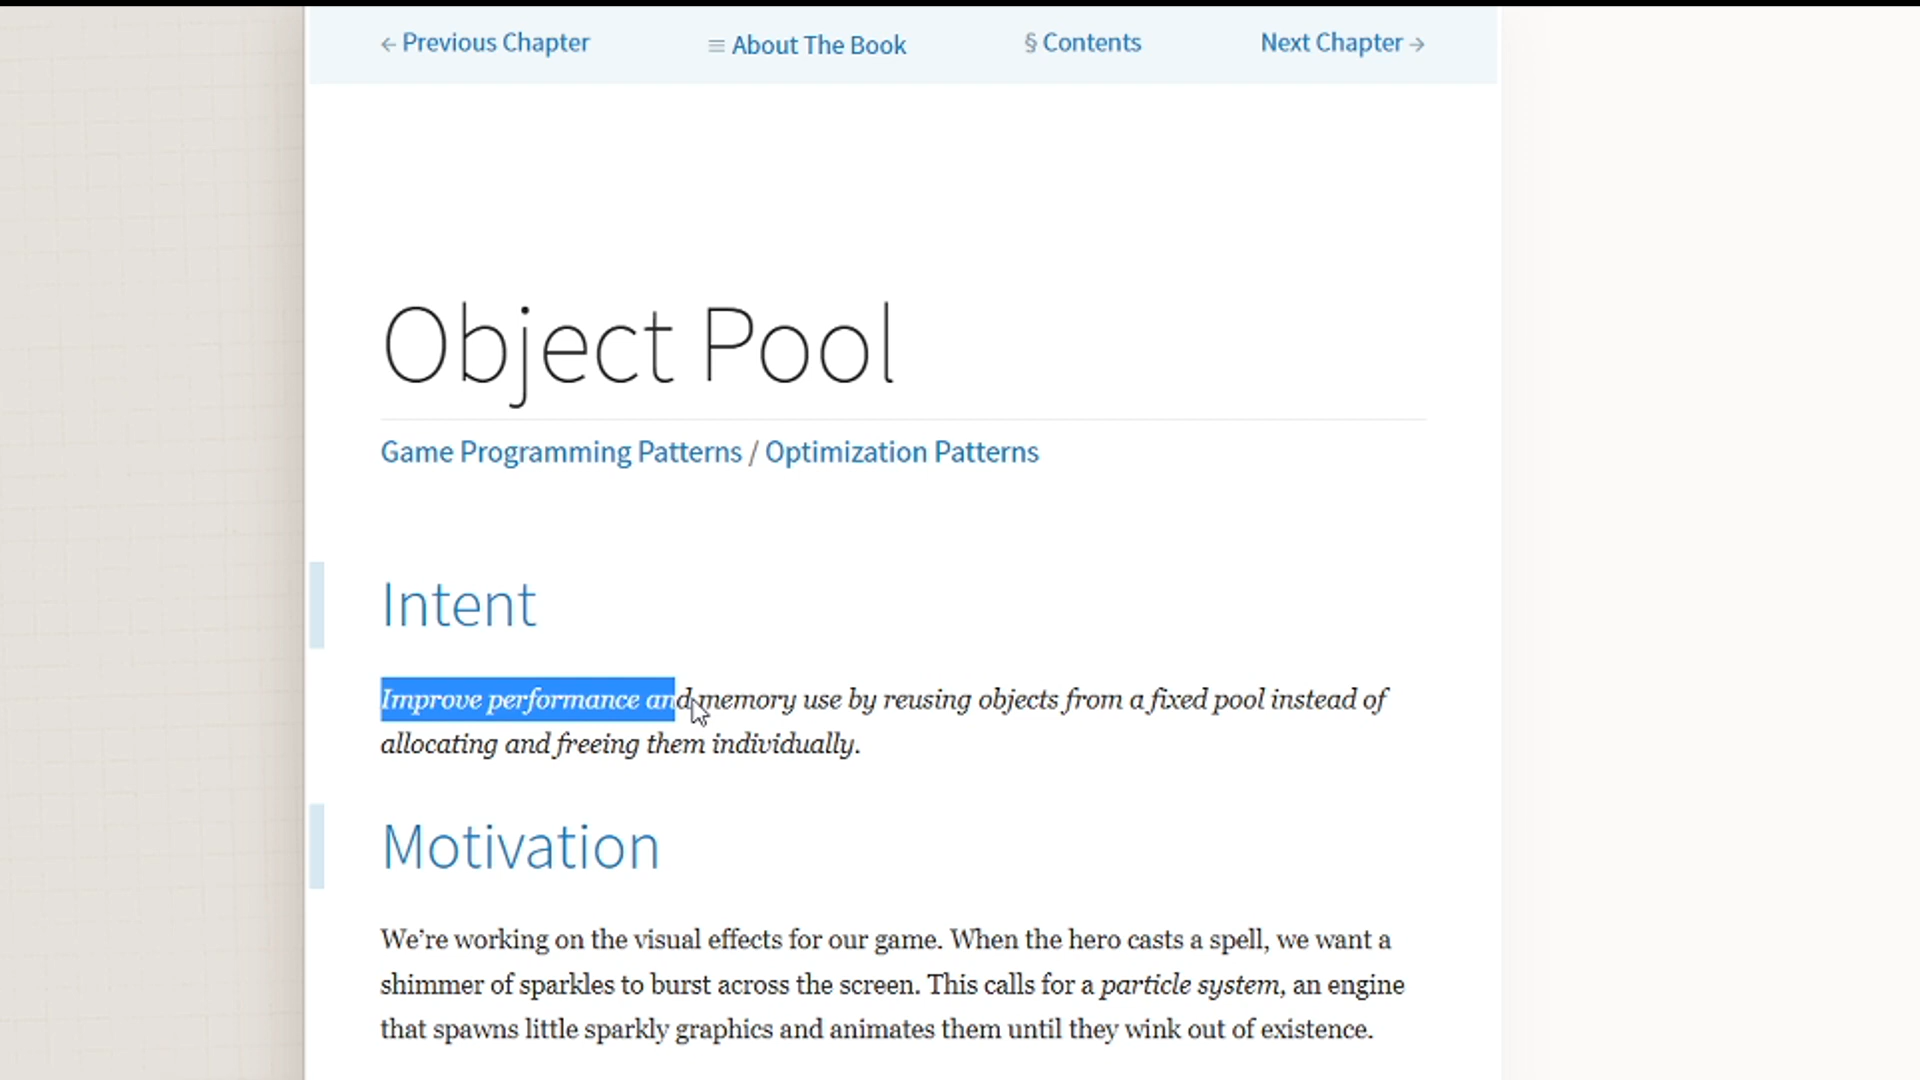 ← Previous Chapter ≡ About The Book § Contents Next Chapter →
Object Pool
Game Programming Patterns / Optimization Patterns
Intent
Improve performance and memory use by reusing objects from a fixed pool instead of
allocating and freeing them individually.
Motivation
We’re working on the visual effects for our game. When the hero casts a spell, we want a
shimmer of sparkles to burst across the screen. This calls for a particle system, an engine
that spawns little sparkly graphics and animates them until they wink out of existence.